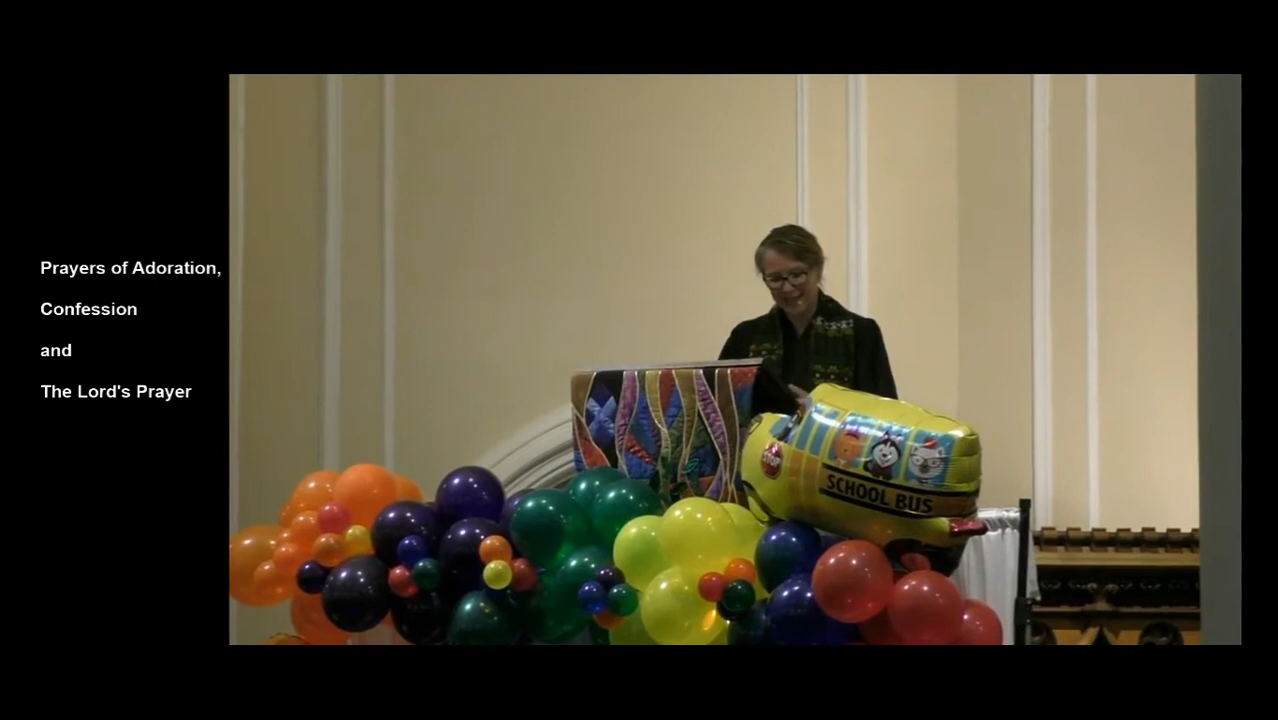 Prayers of Adoration,
Confession
and
The Lord's Prayer
STOP
SCHOOL BUS